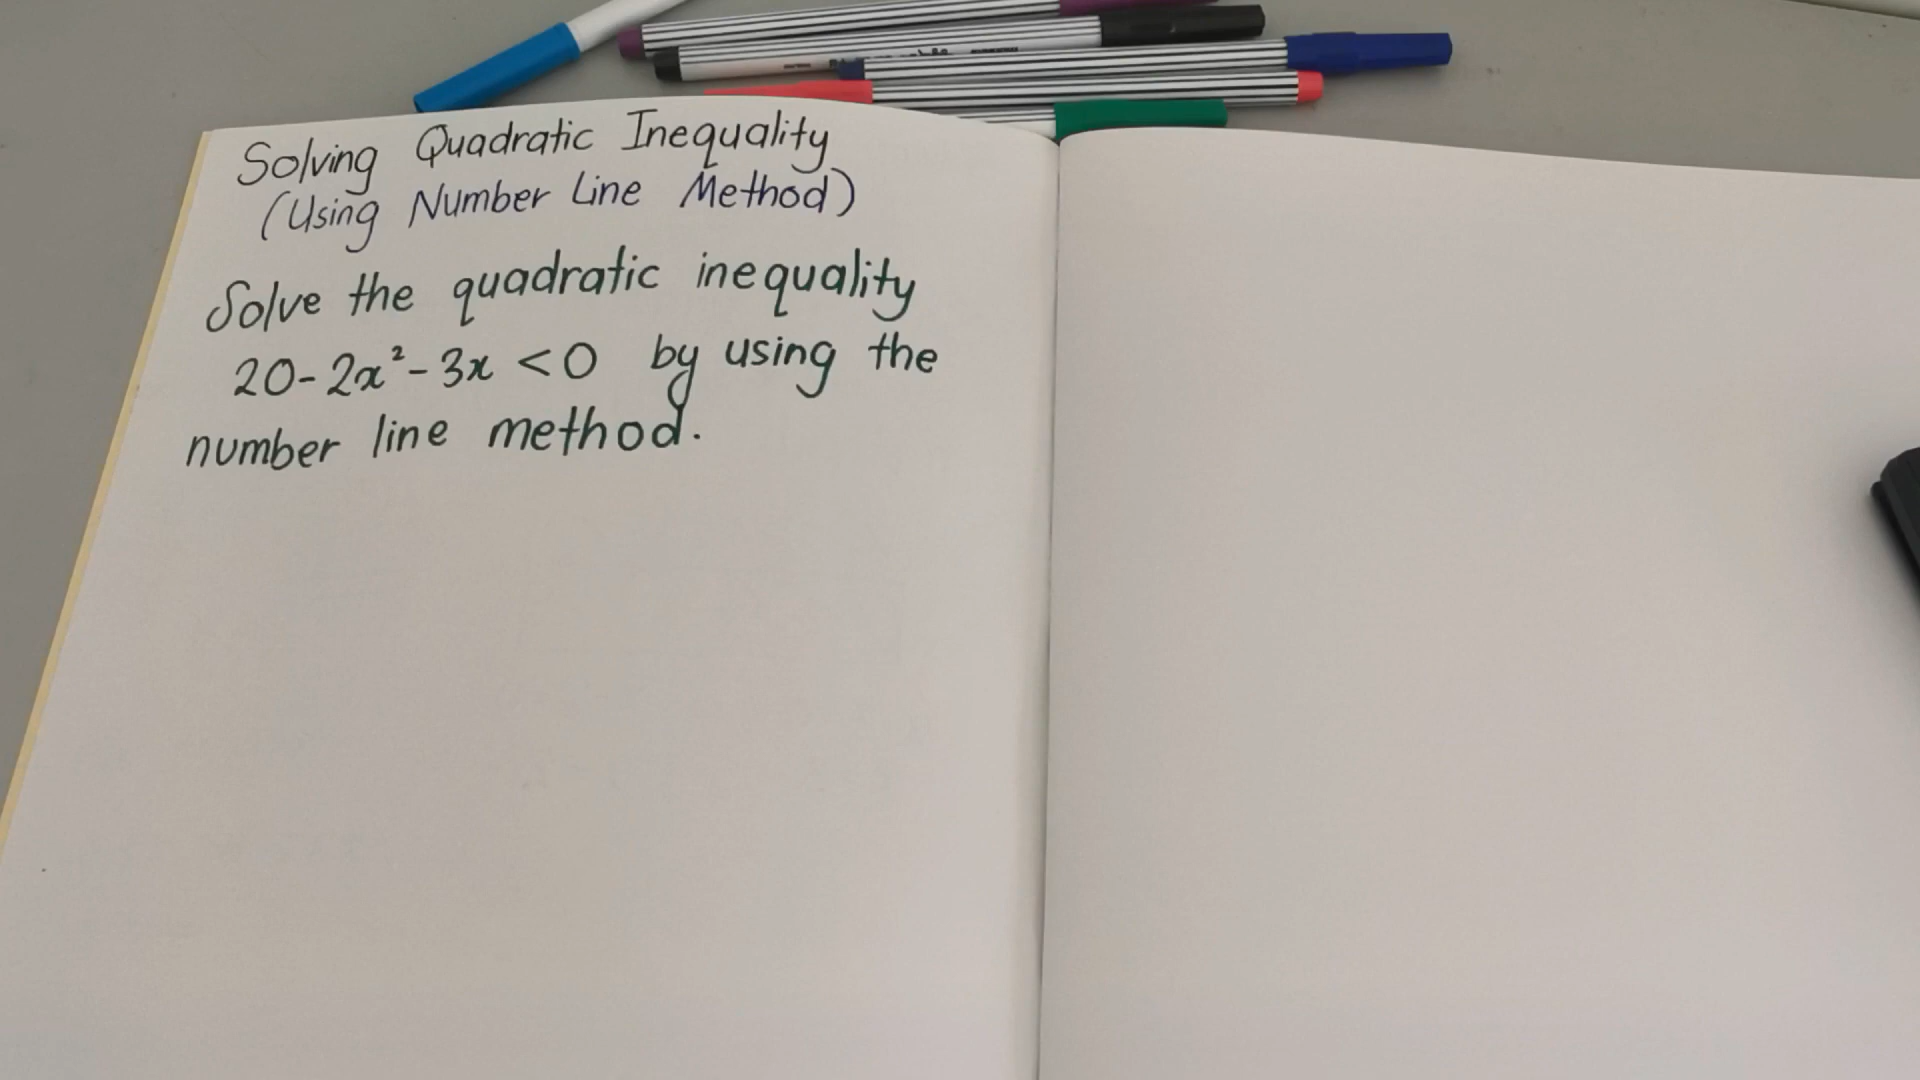 Solving Quadratic Inequality
(Using Number Line Method)
Solve the quadratic inequality
20-2x²-3x <0 by using the
number line method.